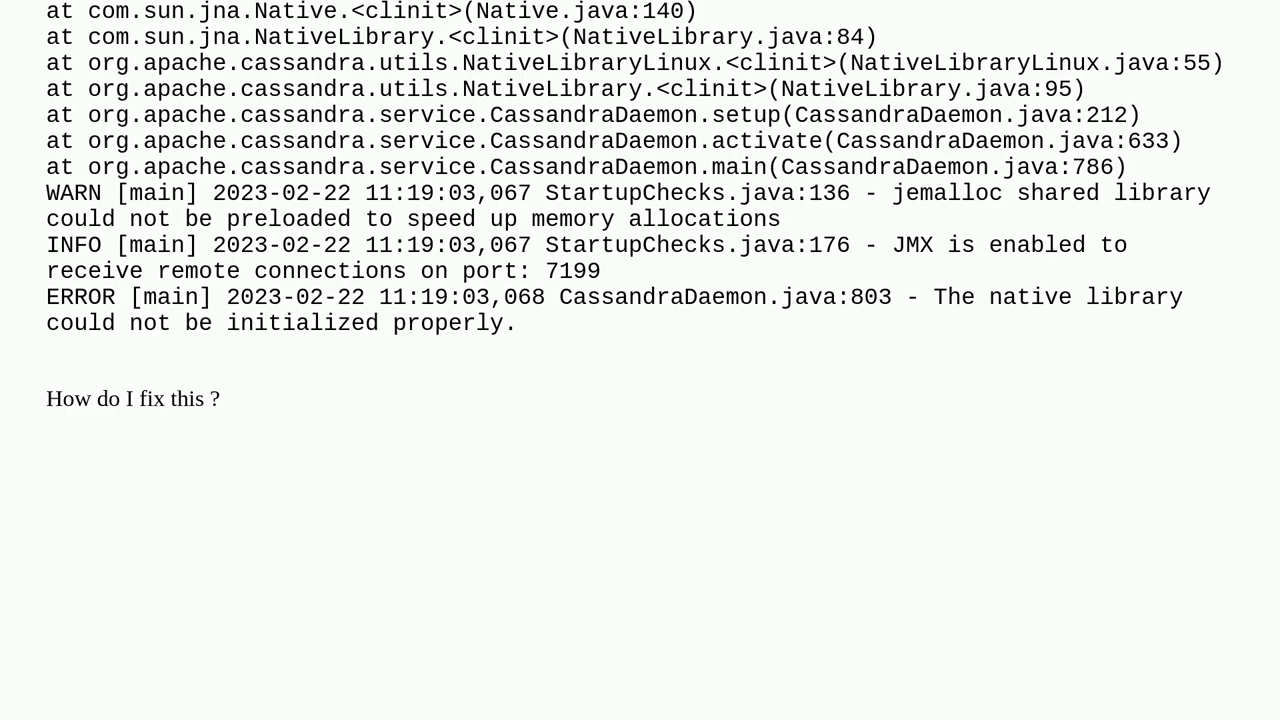 at com.sun.jna.Native.<clinit>(Native.java:140)
at com.sun.jna.NativeLibrary.<clinit>(NativeLibrary.java:84)
at org.apache.cassandra.utils.NativeLibraryLinux.<clinit>(NativeLibraryLinux.java:55)
at org.apache.cassandra.utils.NativeLibrary.<clinit>(NativeLibrary.java:95)
at org.apache.cassandra.service.CassandraDaemon.setup(CassandraDaemon.java:212)
at org.apache.cassandra.service.CassandraDaemon.activate(CassandraDaemon.java:633)
at org.apache.cassandra.service.CassandraDaemon.main(CassandraDaemon.java:786)
WARN [main] 2023-02-22 11:19:03,067 StartupChecks.java:136 - jemalloc shared library
could not be preloaded to speed up memory allocations
INFO [main] 2023-02-22 11:19:03,067 StartupChecks.java:176 - JMX is enabled to
receive remote connections on port: 7199
ERROR [main] 2023-02-22 11:19:03,068 CassandraDaemon.java:803 - The native library
could not be initialized properly.
How do I fix this ?